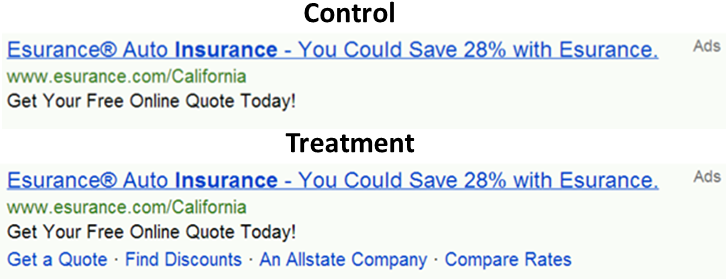 Control
Esurance® Auto Insurance - You Could Save 28% with Esurance. Ads
www.esurance.com/California
Get Your Free Online Quote Today!
Treatment
Esurance® Auto Insurance - You Could Save 28% with Esurance. Ads
www.esurance.com/California
Get Your Free Online Quote Today!
Get a Quote · Find Discounts · An Allstate Company · Compare Rates